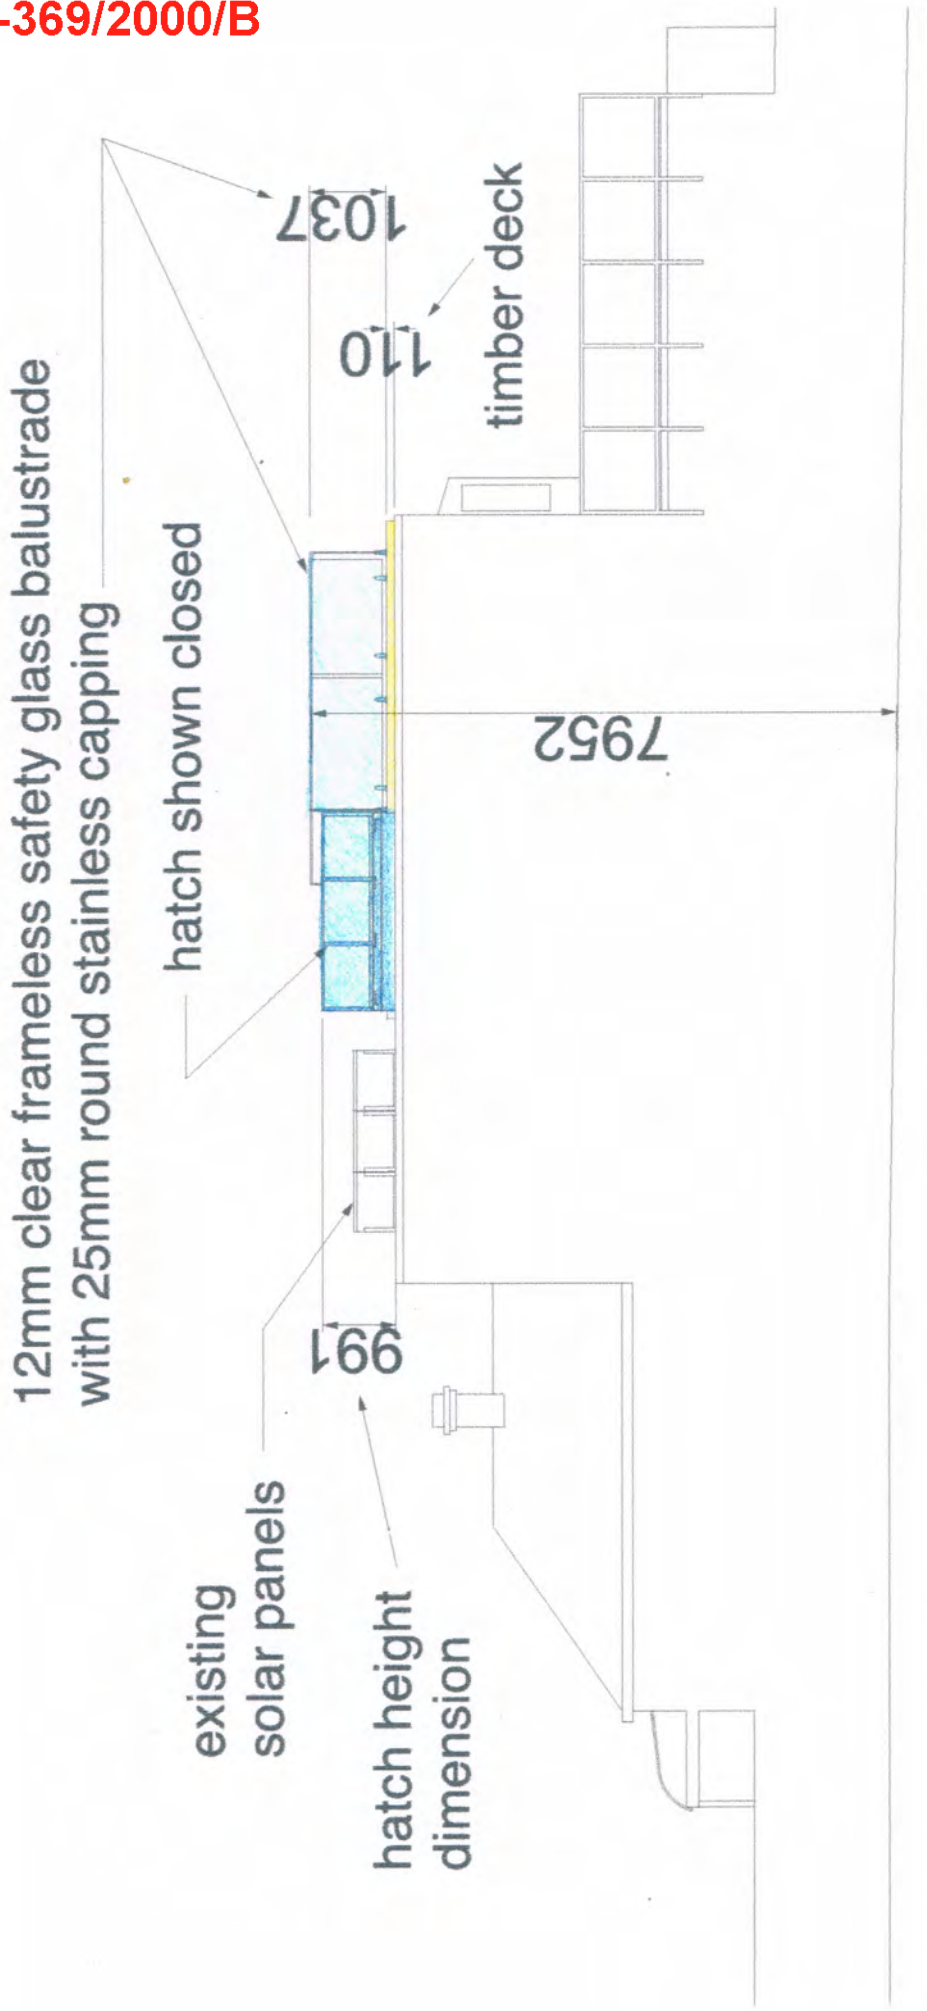 -369/2000/B
12mm clear frameless safety glass balustrade
with 25mm round stainless capping
hatch shown closed
existing
solar panels
hatch height
dimension
991
7952
110
1037
timber deck